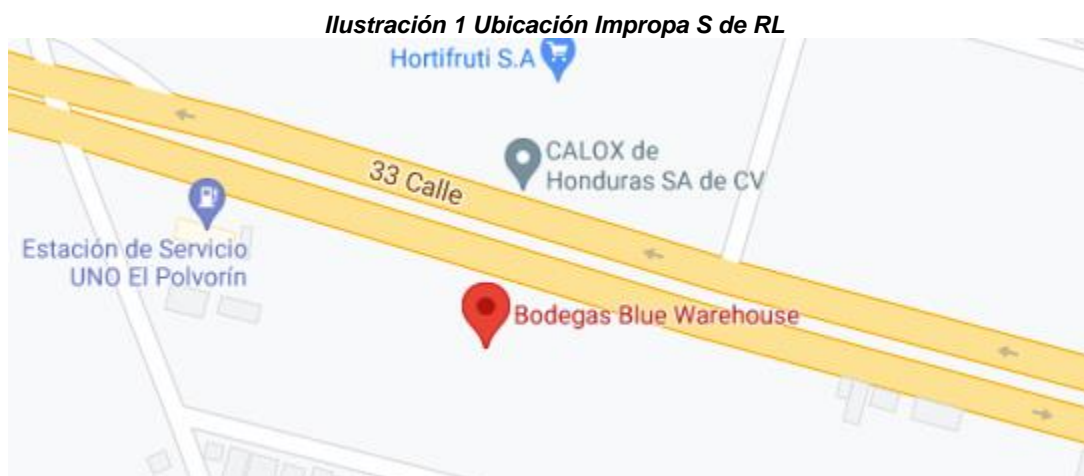 Ilustración 1 Ubicación Impropa S de RL
Hortifruti S.A
CALOX de
Honduras SA de CV
33 Calle
Estación de Servicio
UNO El Polvorín
Bodegas Blue Warehouse